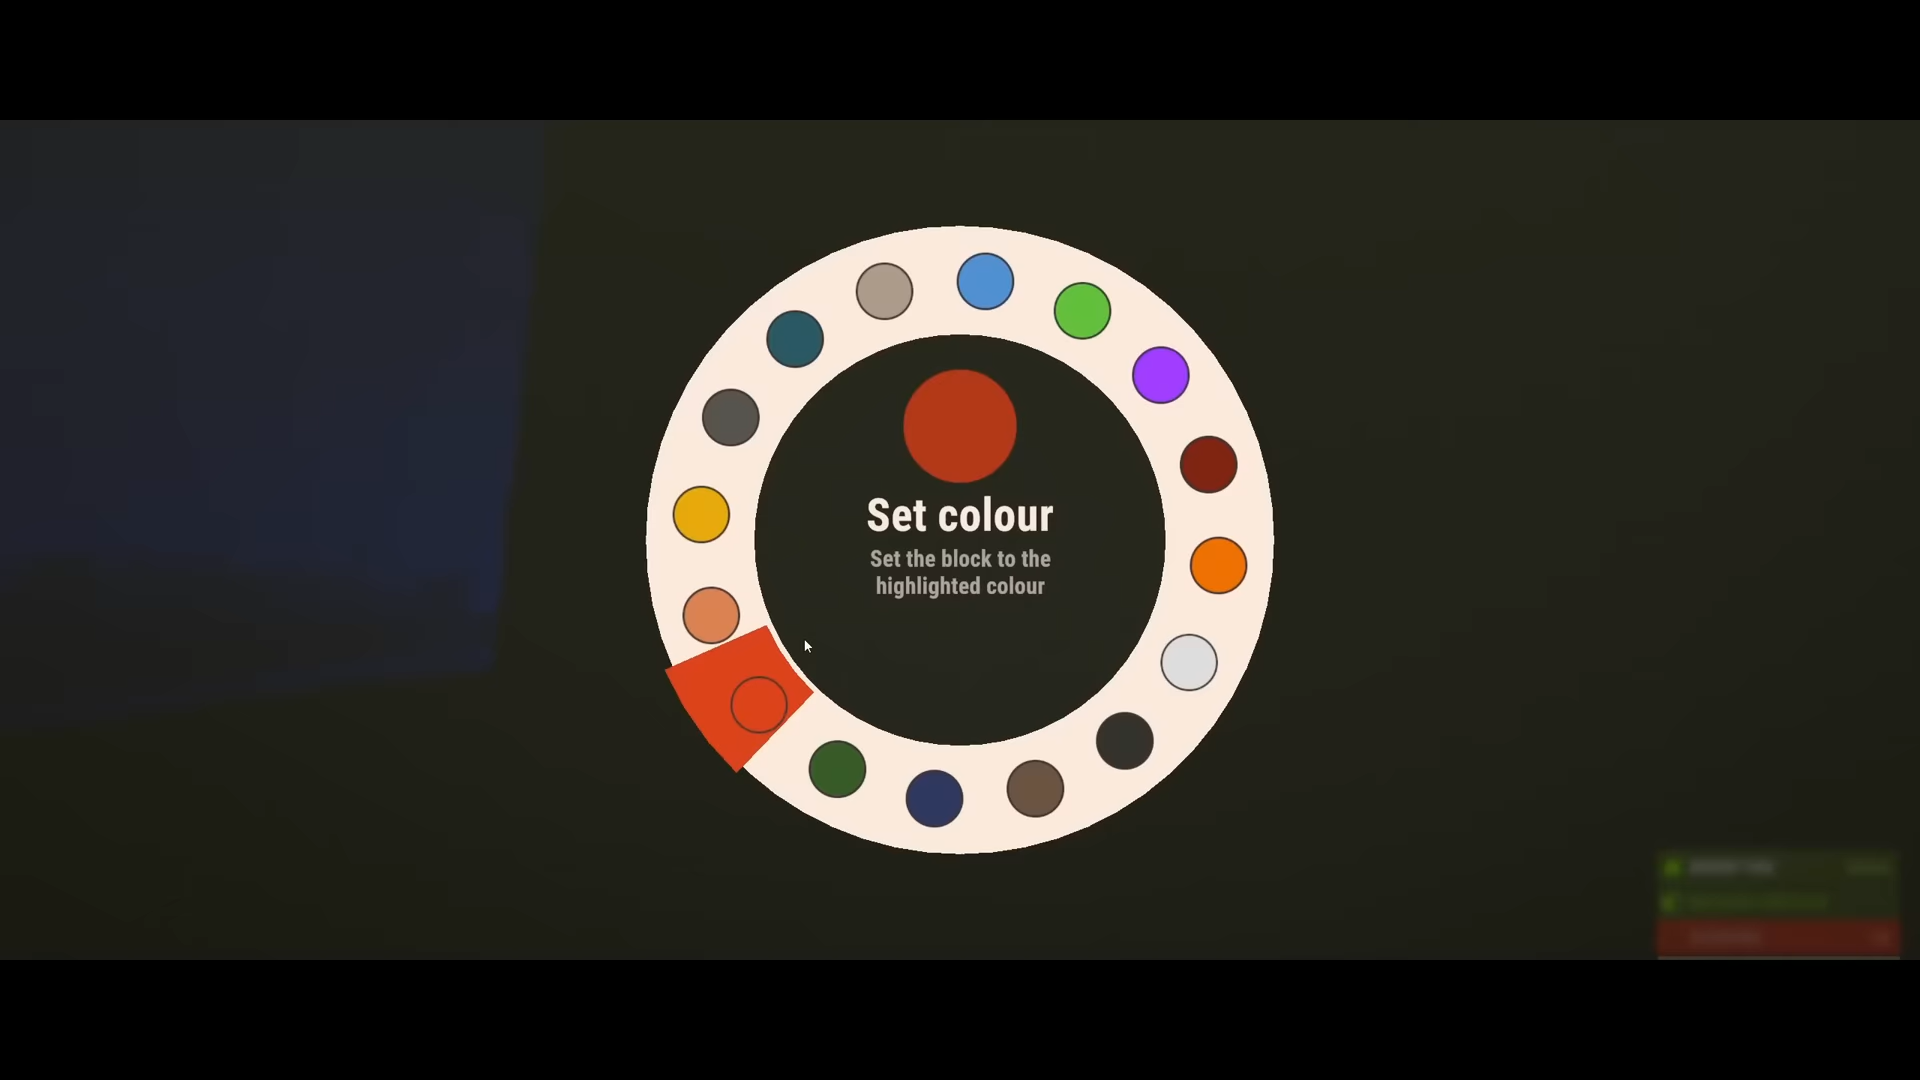 Set colour
Set the block to the
highlighted colour